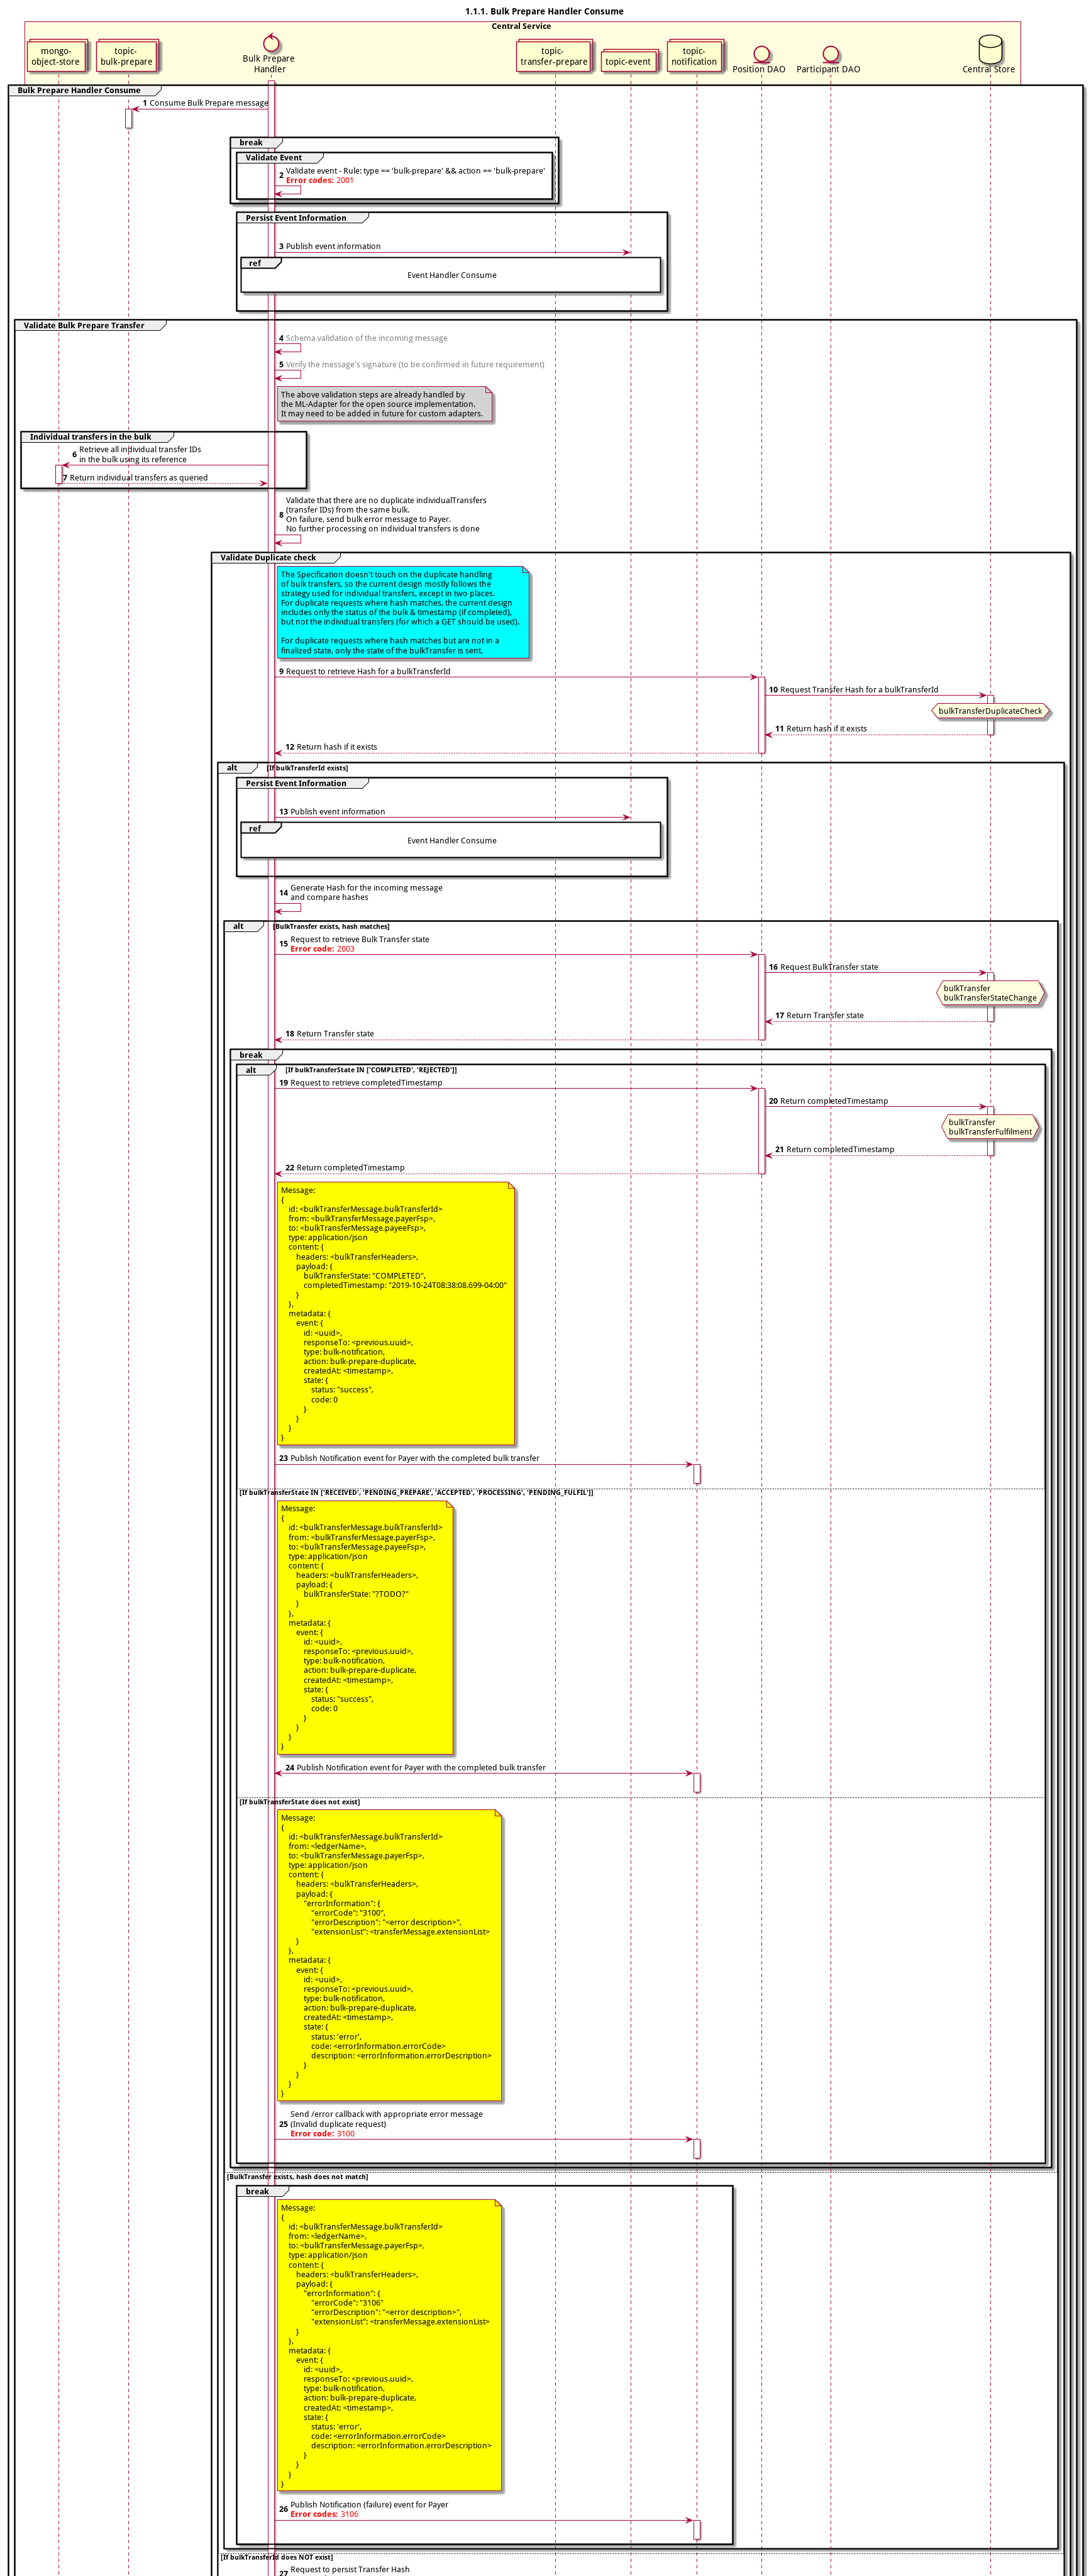 1.1.1. Bulk Prepare Handler Consume
Central Service
mongo-
object-store
topic-
bulk-prepare
Bulk Prepare
Handler
topic-
transfer-prepare
topic-event
topic-
notification
Position DAO
Participant DAO
Central Store
Bulk Prepare Handler Consume
1 Consume Bulk Prepare message
break
Validate Event
2 Validate event - Rule: type == 'bulk-prepare' && action == 'bulk-prepare'
Error codes: 2001
Persist Event Information
3 Publish event information
ref
Event Handler Consume
Validate Bulk Prepare Transfer
4 Schema validation of the incoming message
5 Verify the message's signature (to be confirmed in future requirement)
The above validation steps are already handled by
the ML-Adapter for the open source implementation.
It may need to be added in future for custom adapters.
Individual transfers in the bulk
6 Retrieve all individual transfer IDs
in the bulk using its reference
7 Return individual transfers as queried
8 Validate that there are no duplicate individualTransfers
(transfer IDs) from the same bulk.
On failure, send bulk error message to Payer.
No further processing on individual transfers is done
Validate Duplicate check
The Specification doesn't touch on the duplicate handling
of bulk transfers, so the current design mostly follows the
strategy used for individual transfers, except in two places.
For duplicate requests where hash matches, the current design
includes only the status of the bulk & timestamp (if completed),
but not the individual transfers (for which a GET should be used).
For duplicate requests where hash matches but are not in a
finalized state, only the state of the bulkTransfer is sent.
9 Request to retrieve Hash for a bulkTransferId
10 Request Transfer Hash for a bulkTransferId
bulkTransferDuplicateCheck
11 Return hash if it exists
12 Return hash if it exists
alt [If bulkTransferId exists]
Persist Event Information
13 Publish event information
ref
Event Handler Consume
14 Generate Hash for the incoming message
and compare hashes
alt [BulkTransfer exists, hash matches]
15 Request to retrieve Bulk Transfer state
Error code: 2003
16 Request BulkTransfer state
bulkTransfer
bulkTransferStateChange
17 Return Transfer state
18 Return Transfer state
break
alt [If bulkTransferState IN ['COMPLETED', 'REJECTED']]
19 Request to retrieve completedTimestamp
20 Return completedTimestamp
bulkTransfer
bulkTransferFulfilment
21 Return completedTimestamp
22 Return completedTimestamp
Message:
{
id: <bulkTransferMessage.bulkTransferId>
from: <bulkTransferMessage.payerFsp>,
to: <bulkTransferMessage.payeeFsp>,
type: application/json
content: {
headers: <bulkTransferHeaders>,
payload: {
bulkTransferState: "COMPLETED",
completedTimestamp: "2019-10-24T08:38:08.699-04:00"
}
},
metadata: {
event: {
id: <uuid>,
responseTo: <previous.uuid>,
type: bulk-notification,
action: bulk-prepare-duplicate,
createdAt: <timestamp>,
state: {
status: "success",
code: 0
}
}
}
}
23 Publish Notification event for Payer with the completed bulk transfer
[If bulkTransferState IN ['RECEIVED', 'PENDING_PREPARE', 'ACCEPTED', 'PROCESSING', 'PENDING_FULFIL']]
Message:
{
id: <bulkTransferMessage.bulkTransferId>
from: <bulkTransferMessage.payerFsp>,
to: <bulkTransferMessage.payeeFsp>,
type: application/json
content: {
headers: <bulkTransferHeaders>,
payload: {
bulkTransferState: "?TODO?"
}
},
metadata: {
event: {
id: <uuid>,
responseTo: <previous.uuid>,
type: bulk-notification,
action: bulk-prepare-duplicate,
createdAt: <timestamp>,
state: {
status: "success",
code: 0
}
}
}
}
24 Publish Notification event for Payer with the completed bulk transfer
[If bulkTransferState does not exist]
Message:
{
id: <bulkTransferMessage.bulkTransferId>
from: <ledgerName>,
to: <bulkTransferMessage.payerFsp>,
type: application/json
content: {
headers: <bulkTransferHeaders>,
payload: {
"errorInformation": {
"errorCode": "3100",
"errorDescription": "<error description>",
"extensionList": <transferMessage.extensionList>
}
},
metadata: {
event: {
id: <uuid>,
responseTo: <previous.uuid>,
type: bulk-notification,
action: bulk-prepare-duplicate,
createdAt: <timestamp>,
state: {
status: 'error',
code: <errorInformation.errorCode>
description: <errorInformation.errorDescription>
}
}
}
}
25 Send /error callback with appropriate error message
(Invalid duplicate request)
Error code: 3100
[BulkTransfer exists, hash does not match]
break
Message:
{
id: <bulkTransferMessage.bulkTransferId>
from: <ledgerName>,
to: <bulkTransferMessage.payerFsp>,
type: application/json
content: {
headers: <bulkTransferHeaders>,
payload: {
"errorInformation": {
"errorCode": "3106"
"errorDescription": "<error description>",
"extensionList": <transferMessage.extensionList>
}
},
metadata: {
event: {
id: <uuid>,
responseTo: <previous.uuid>,
type: bulk-notification,
action: bulk-prepare-duplicate,
createdAt: <timestamp>,
state: {
status: 'error',
code: <errorInformation.errorCode>
description: <errorInformation.errorDescription>
}
}
}
}
26 Publish Notification (failure) event for Payer
Error codes: 3106
[If bulkTransferId does NOT exist]
27 Request to persist Transfer Hash